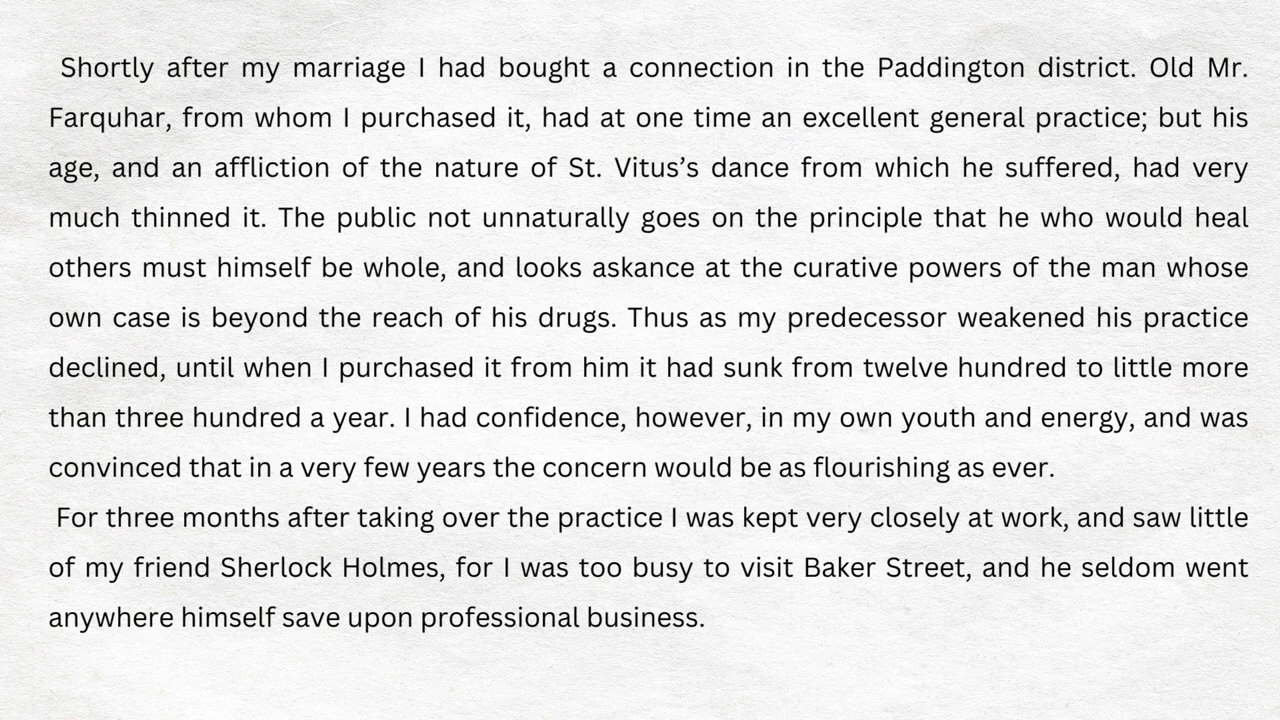 Shortly after my marriage I had bought a connection in the Paddington district. Old Mr.
Farquhar, from whom I purchased it, had at one time an excellent general practice; but his
age, and an affliction of the nature of St. Vitus’s dance from which he suffered, had very
much thinned it. The public not unnaturally goes on the principle that he who would heal
others must himself be whole, and looks askance at the curative powers of the man whose
own case is beyond the reach of his drugs. Thus as my predecessor weakened his practice
declined, until when I purchased it from him it had sunk from twelve hundred to little more
than three hundred a year. I had confidence, however, in my own youth and energy, and was
convinced that in a very few years the concern would be as flourishing as ever.
For three months after taking over the practice I was kept very closely at work, and saw little
of my friend Sherlock Holmes, for I was too busy to visit Baker Street, and he seldom went
anywhere himself save upon professional business.